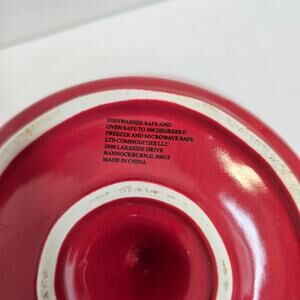 DISHWASHER SAFE AND
OVEN SAFE TO 500 DEGREES F.
FREEZER AND MICROWAVE SAFE
LTD COMMODITIES LLC
2800 LAKESIDE DRIVE
BANNOCKBURN,IL 60015
MADE IN CHINA